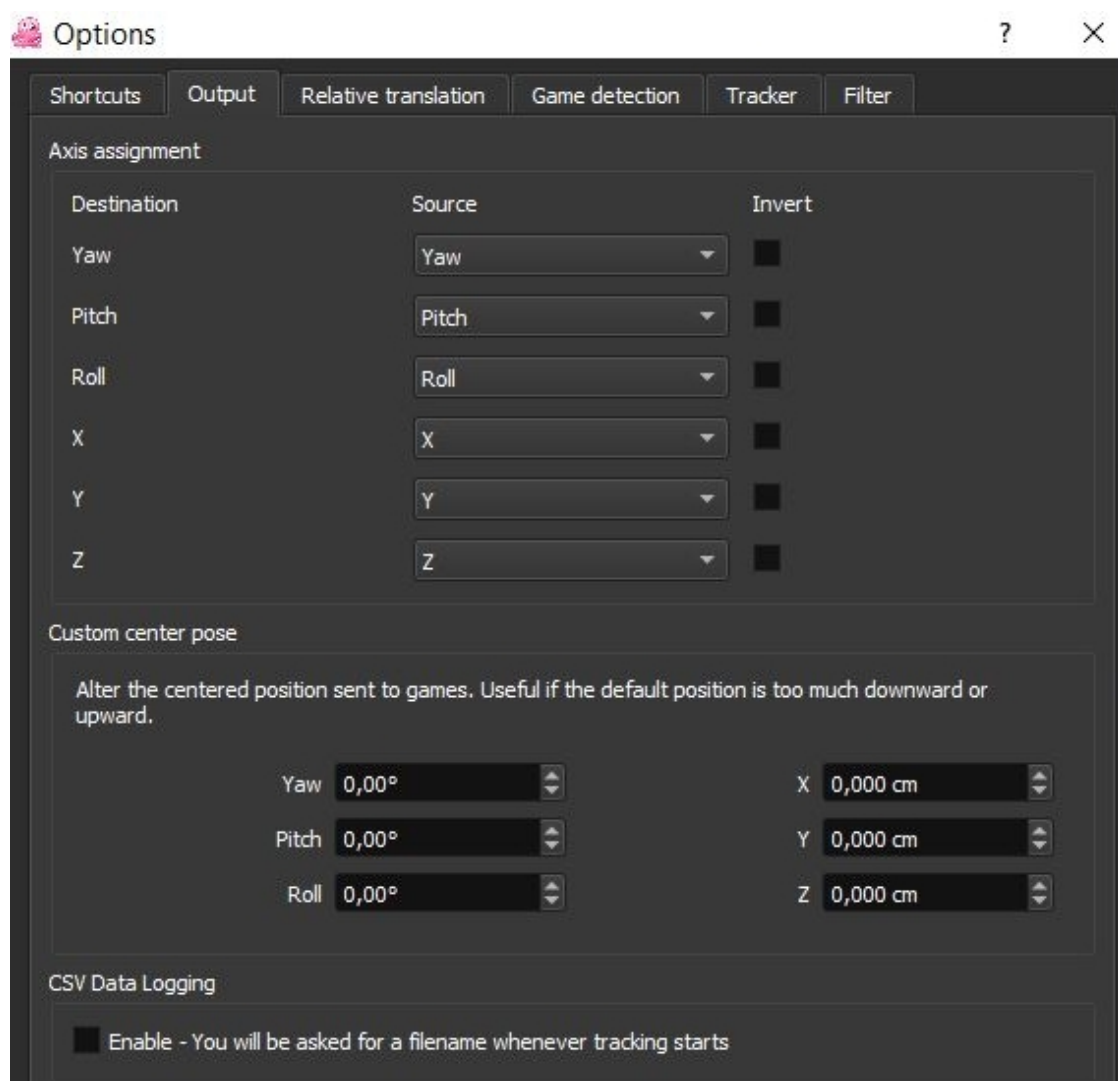 Options
?
Shortcuts Output Relative translation Game detection Tracker Filter
Axis assignment
Destination Source Invert
Yaw Yaw
Pitch Pitch
Roll Roll
X X
Y Y
Z Z
Custom center pose
Alter the centered position sent to games. Useful if the default position is too much downward or
upward.
Yaw 0,00° X 0,000 cm
Pitch 0,00° Y 0,000 cm
Roll 0,00° Z 0,000 cm
CSV Data Logging
Enable - You will be asked for a filename whenever tracking starts